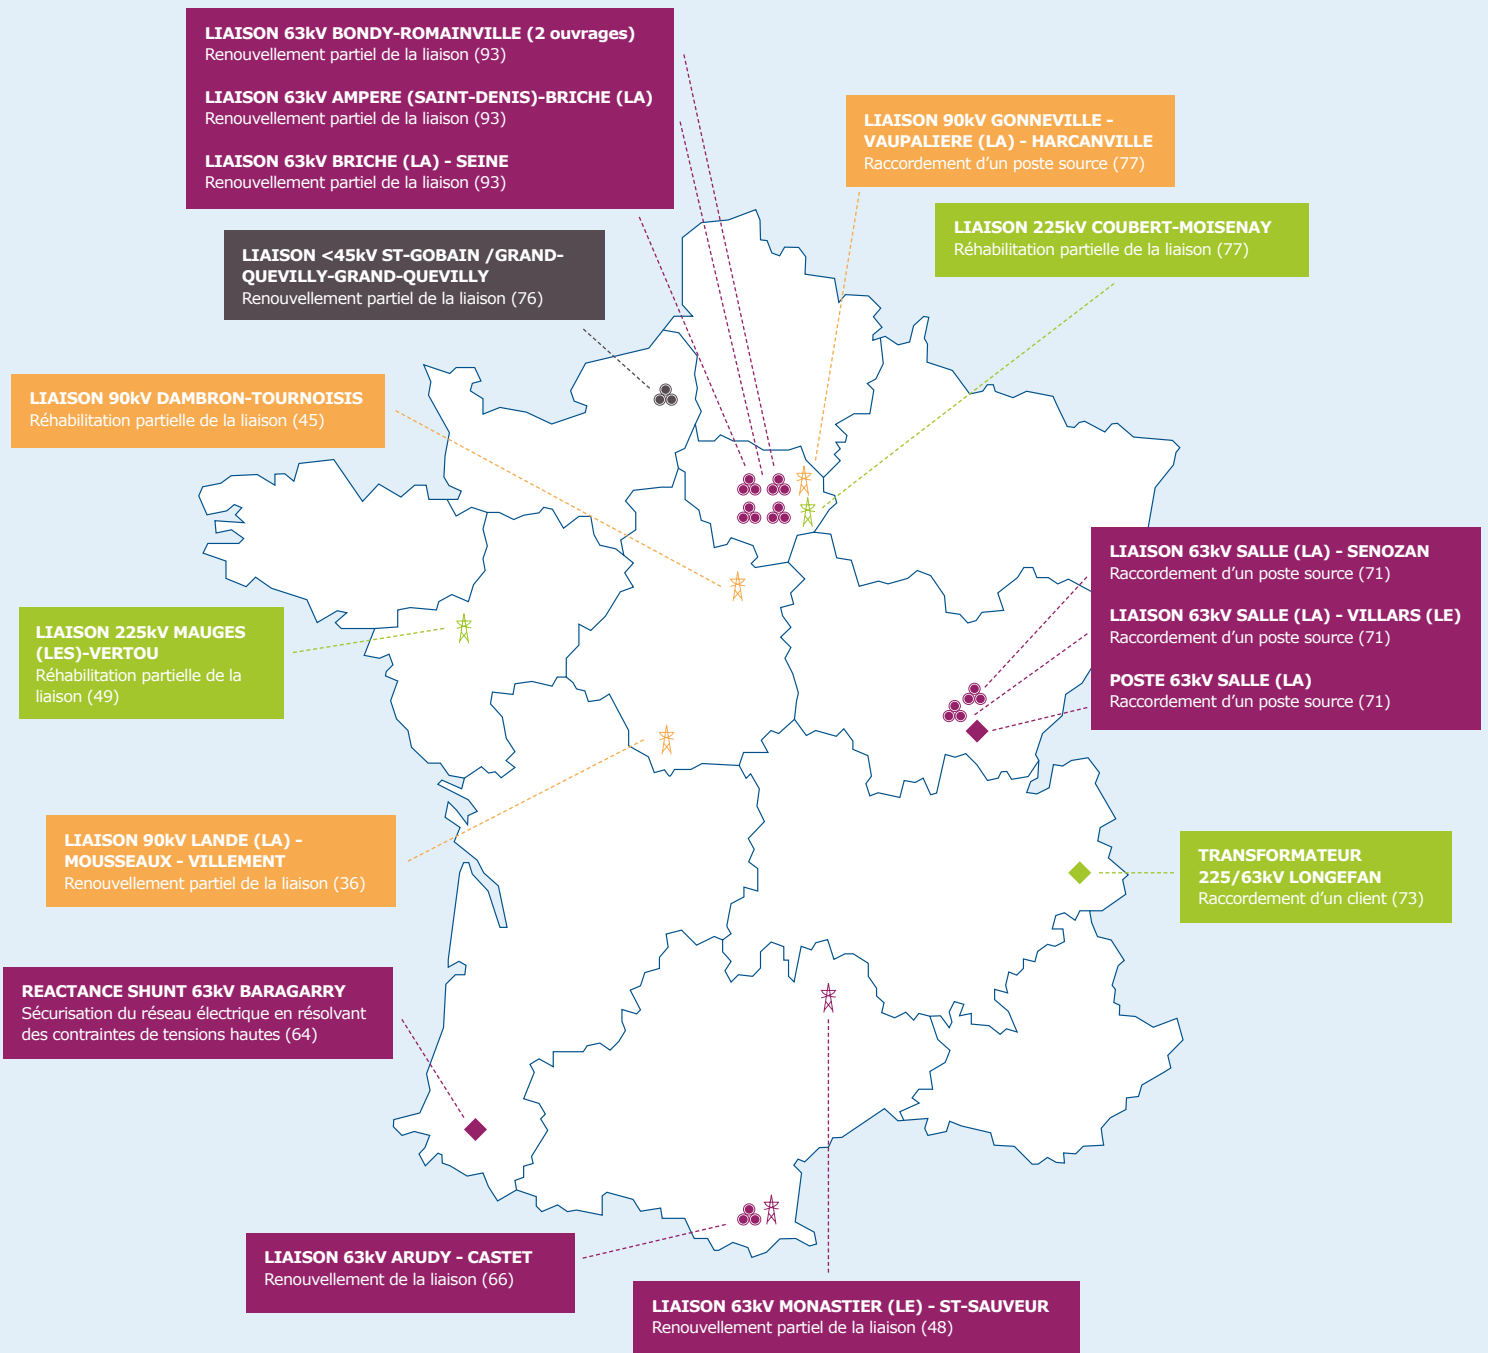 LIAISON 63kV BONDY-ROMAINVILLE (2 ouvrages)
Renouvellement partiel de la liaison (93)
LIAISON 63kV AMPERE (SAINT-DENIS)-BRICHE (LA)
Renouvellement partiel de la liaison (93)
LIAISON 63kV BRICHE (LA) - SEINE
Renouvellement partiel de la liaison (93)
LIAISON 90kV GONNEVILLE -
VAUPALIERE (LA) - HARCANVILLE
Raccordement d'un poste source (77)
LIAISON 225kV COUBERT-MOISENAY
Réhabilitation partielle de la liaison (77)
LIAISON <45kV ST-GOBAIN /GRAND-
QUEVILLY-GRAND-QUEVILLY
Renouvellement partiel de la liaison (76)
LIAISON 90kV DAMBRON-TOURNOISIS
Réhabilitation partielle de la liaison (45)
LIAISON 63kV SALLE (LA) - SENOZAN
Raccordement d'un poste source (71)
LIAISON 63kV SALLE (LA) - VILLARS (LE)
Raccordement d'un poste source (71)
POSTE 63kV SALLE (LA)
Raccordement d'un poste source (71)
LIAISON 225kV MAUGES
(LES)-VERTOU
Réhabilitation partielle de la
liaison (49)
LIAISON 90kV LANDE (LA) -
MOUSSEAUX - VILLEMENT
Renouvellement partiel de la liaison (36)
TRANSFORMATEUR
225/63kV LONGEFAN
Raccordement d'un client (73)
REACTANCE SHUNT 63kV BARAGARRY
Sécurisation du réseau électrique en résolvant
des contraintes de tensions hautes (64)
LIAISON 63kV ARUDY - CASTET
Renouvellement de la liaison (66)
LIAISON 63kV MONASTIER (LE) - ST-SAUVEUR
Renouvellement partiel de la liaison (48)